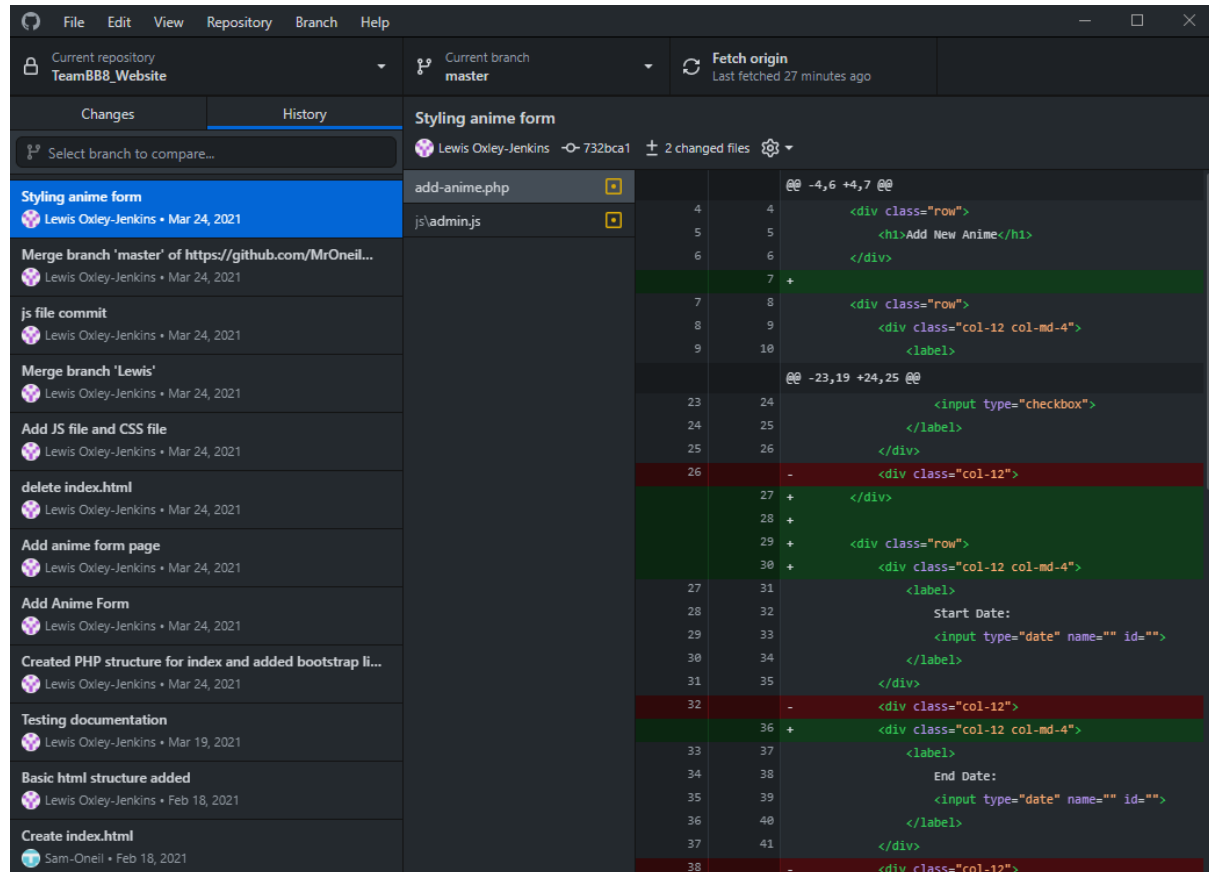 File Edit View Repository Branch Help
Current repository
TeamBB8_Website
Current branch
master
Fetch origin
Last fetched 27 minutes ago
Changes History
Select branch to compare...
Styling anime form
Lewis Oxley-Jenkins • Mar 24, 2021
Merge branch 'master' of https://github.com/MrOneil...
Lewis Oxley-Jenkins • Mar 24, 2021
js file commit
Lewis Oxley-Jenkins • Mar 24, 2021
Merge branch 'Lewis'
Lewis Oxley-Jenkins • Mar 24, 2021
Add JS file and CSS file
Lewis Oxley-Jenkins • Mar 24, 2021
delete index.html
Lewis Oxley-Jenkins • Mar 24, 2021
Add anime form page
Lewis Oxley-Jenkins • Mar 24, 2021
Add Anime Form
Lewis Oxley-Jenkins • Mar 24, 2021
Created PHP structure for index and added bootstrap li...
Lewis Oxley-Jenkins • Mar 24, 2021
Testing documentation
Lewis Oxley-Jenkins • Mar 19, 2021
Basic html structure added
Lewis Oxley-Jenkins • Feb 18, 2021
Create index.html
Sam-Oneil • Feb 18, 2021
Styling anime form
Lewis Oxley-Jenkins 732bca1 2 changed files
add-anime.php
js\admin.js
@@ -4,6 +4,7 @@
4 4 <div class="row">
5 5 <h1>Add New Anime</h1>
6 6 </div>
7 +
7 8 <div class="row">
8 9 <div class="col-12 col-md-4">
9 10 <label>
@@ -23,19 +24,25 @@
23 24 <input type="checkbox">
24 25 </label>
25 26 </div>
26 - <div class="col-12">
27 + </div>
28 +
29 + <div class="row">
30 + <div class="col-12 col-md-4">
27 31 <label>
28 32 Start Date:
29 33 <input type="date" name="" id="">
30 34 </label>
31 35 </div>
32 - <div class="col-12">
36 + <div class="col-12 col-md-4">
33 37 <label>
34 38 End Date:
35 39 <input type="date" name="" id="">
36 40 </label>
37 41 </div>
38 - <div class="col-12">